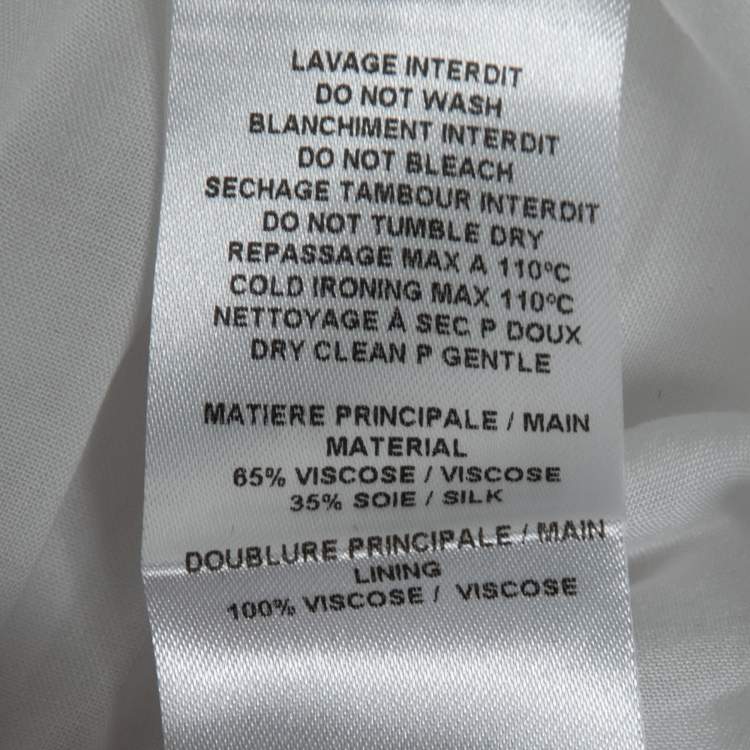 LAVAGE INTERDIT
DO NOT WASH
BLANCHIMENT INTERDIT
DO NOT BLEACH
SECHAGE TAMBOUR INTERDIT
DO NOT TUMBLE DRY
REPASSAGE MAX A 110°C
COLD IRONING MAX 110°C
NETTOYAGE À SEC P DOUX
DRY CLEAN P GENTLE
MATIERE PRINCIPALE / MAIN
MATERIAL
65% VISCOSE / VISCOSE
35% SOIE / SILK
DOUBLURE PRINCIPALE / MAIN
LINING
100% VISCOSE / VISCOSE